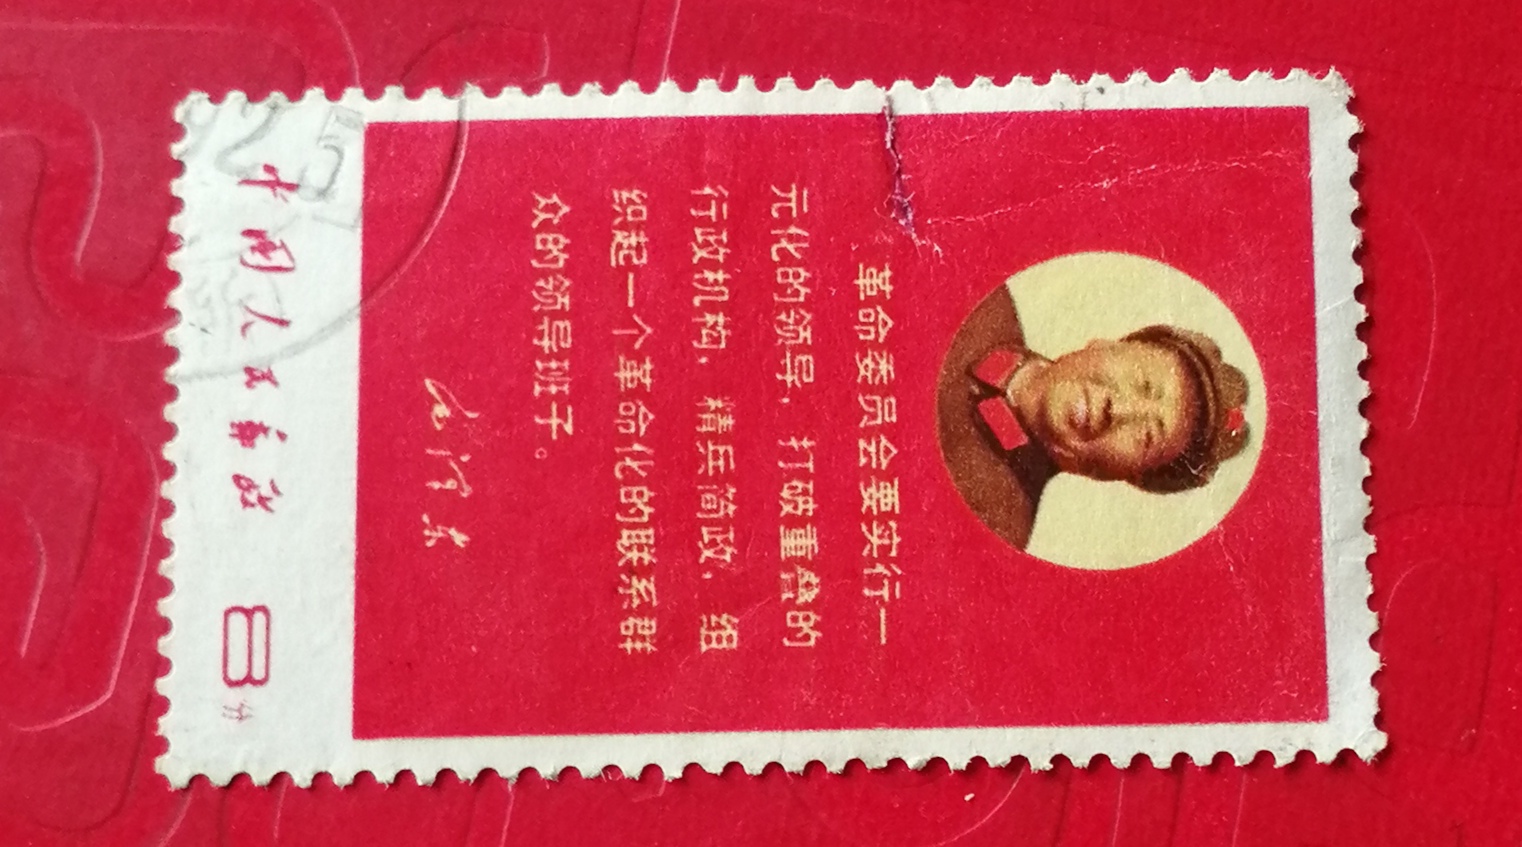 革命委员会要实行一
元化的领导，打破重叠的
行政机构，精兵简政，组
织起一个革命化的联系群
众的领导班子。
毛泽东
中国人民邮政
8分